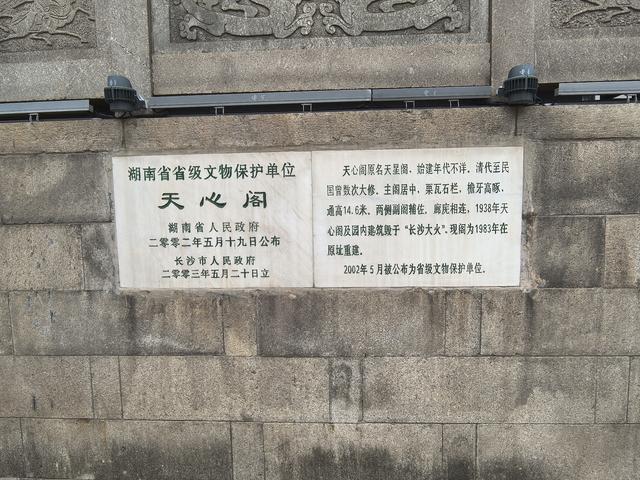 湖南省省级文物保护单位
天心阁
湖南省人民政府
二零零二年五月十九日公布
长沙市人民政府
二零零三年五月二十日立
天心阁原名天星阁、始建年代不详。清代至民
国曾数次大修。主阁居中、栗瓦石栏、檐牙高啄、
通高14.6米。两侧副阁辅佐、廊庑相连。1938年天
心阁及园内建筑毁于“长沙大火”。现阁为1983年在
原址重建。
2002年5月被公布为省级文物保护单位。